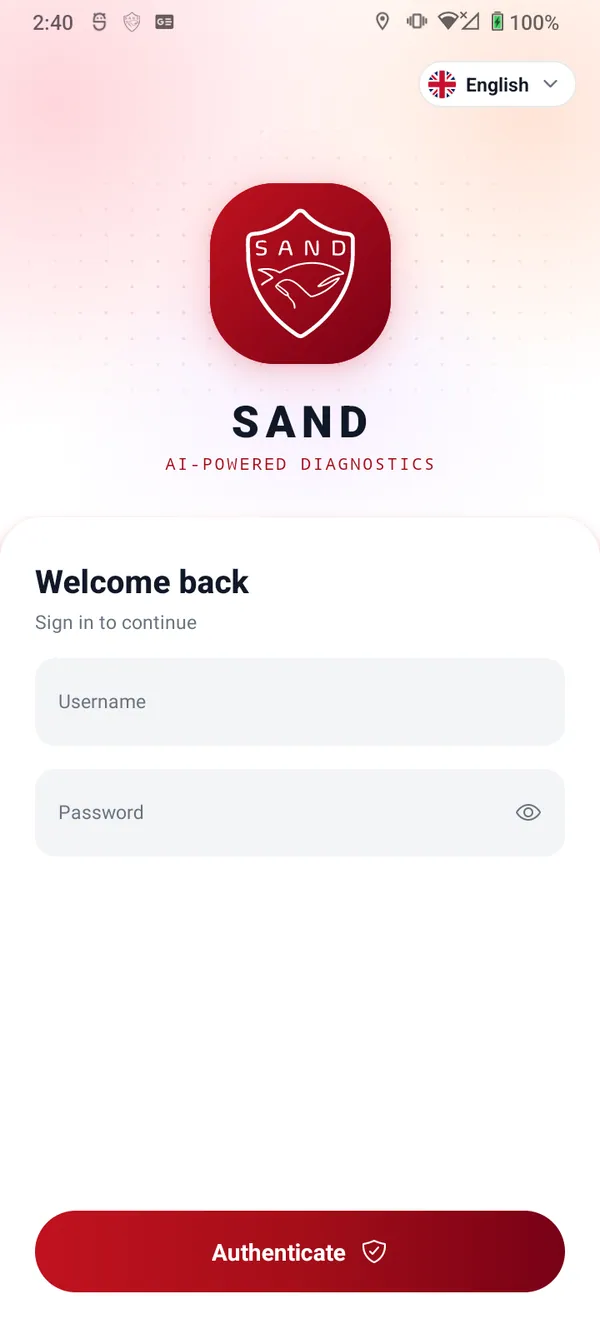 2:40
100%
English
SAND
SAND
AI-POWERED DIAGNOSTICS
Welcome back
Sign in to continue
Username
Password
Authenticate